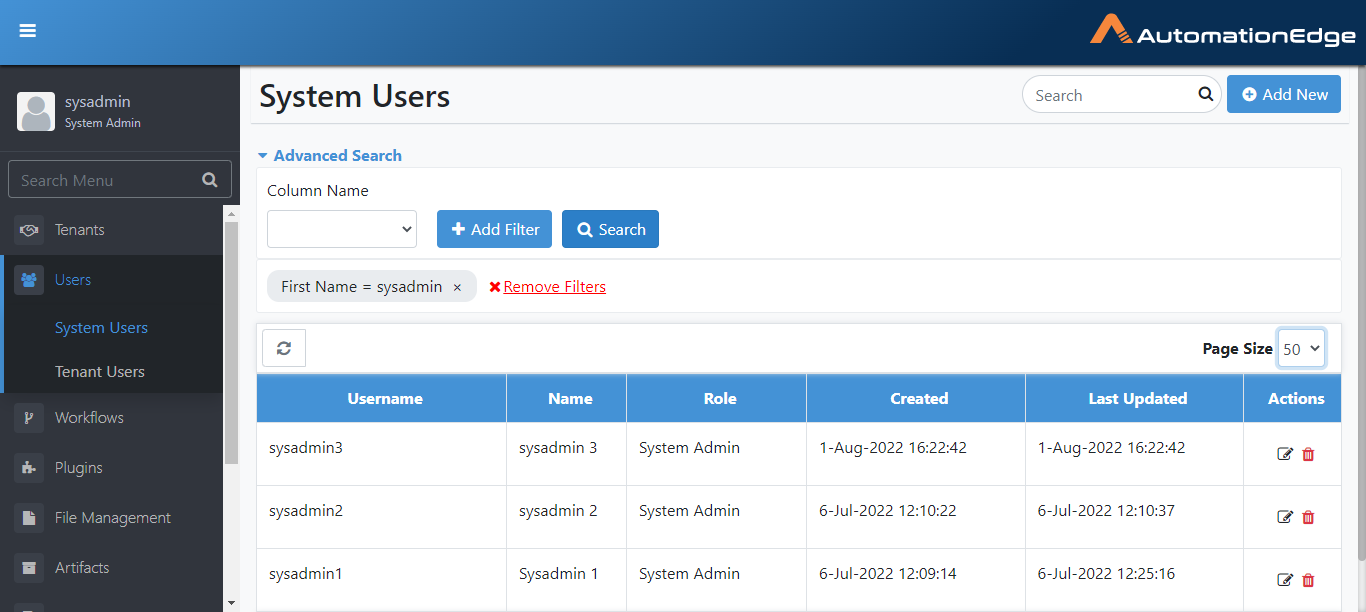 AutomationEdge
sysadmin
System Admin
Search Menu
Tenants
Users
System Users
Tenant Users
Workflows
Plugins
File Management
Artifacts
System Users
Search
Add New
Advanced Search
Column Name
Add Filter
Search
First Name = sysadmin ×
Remove Filters
Page Size 50
Username Name Role Created Last Updated Actions
sysadmin3 sysadmin 3 System Admin 1-Aug-2022 16:22:42 1-Aug-2022 16:22:42
sysadmin2 sysadmin 2 System Admin 6-Jul-2022 12:10:22 6-Jul-2022 12:10:37
sysadmin1 Sysadmin 1 System Admin 6-Jul-2022 12:09:14 6-Jul-2022 12:25:16